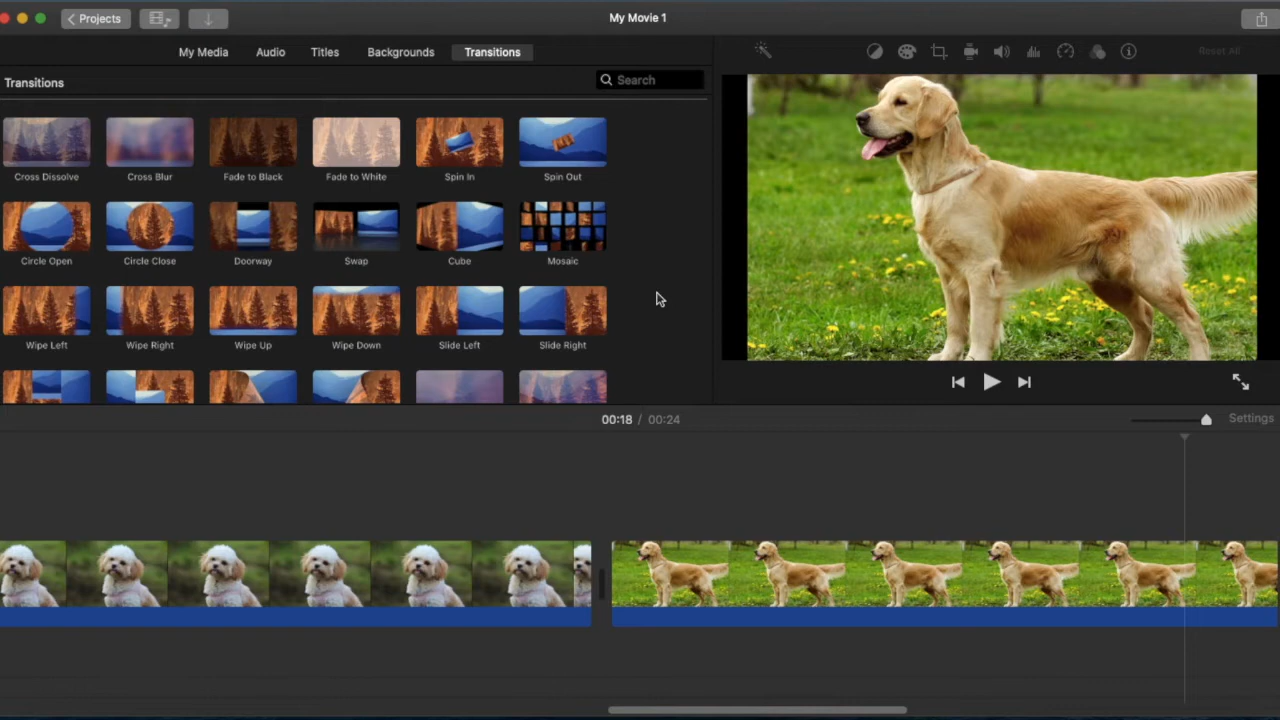 Projects
My Movie 1
My Media Audio Titles Backgrounds Transitions
Reset All
Transitions
Search
Cross Dissolve Cross Blur Fade to Black Fade to White Spin In Spin Out
Circle Open Circle Close Doorway Swap Cube Mosaic
Wipe Left Wipe Right Wipe Up Wipe Down Slide Left Slide Right
00:18 / 00:24
Settings